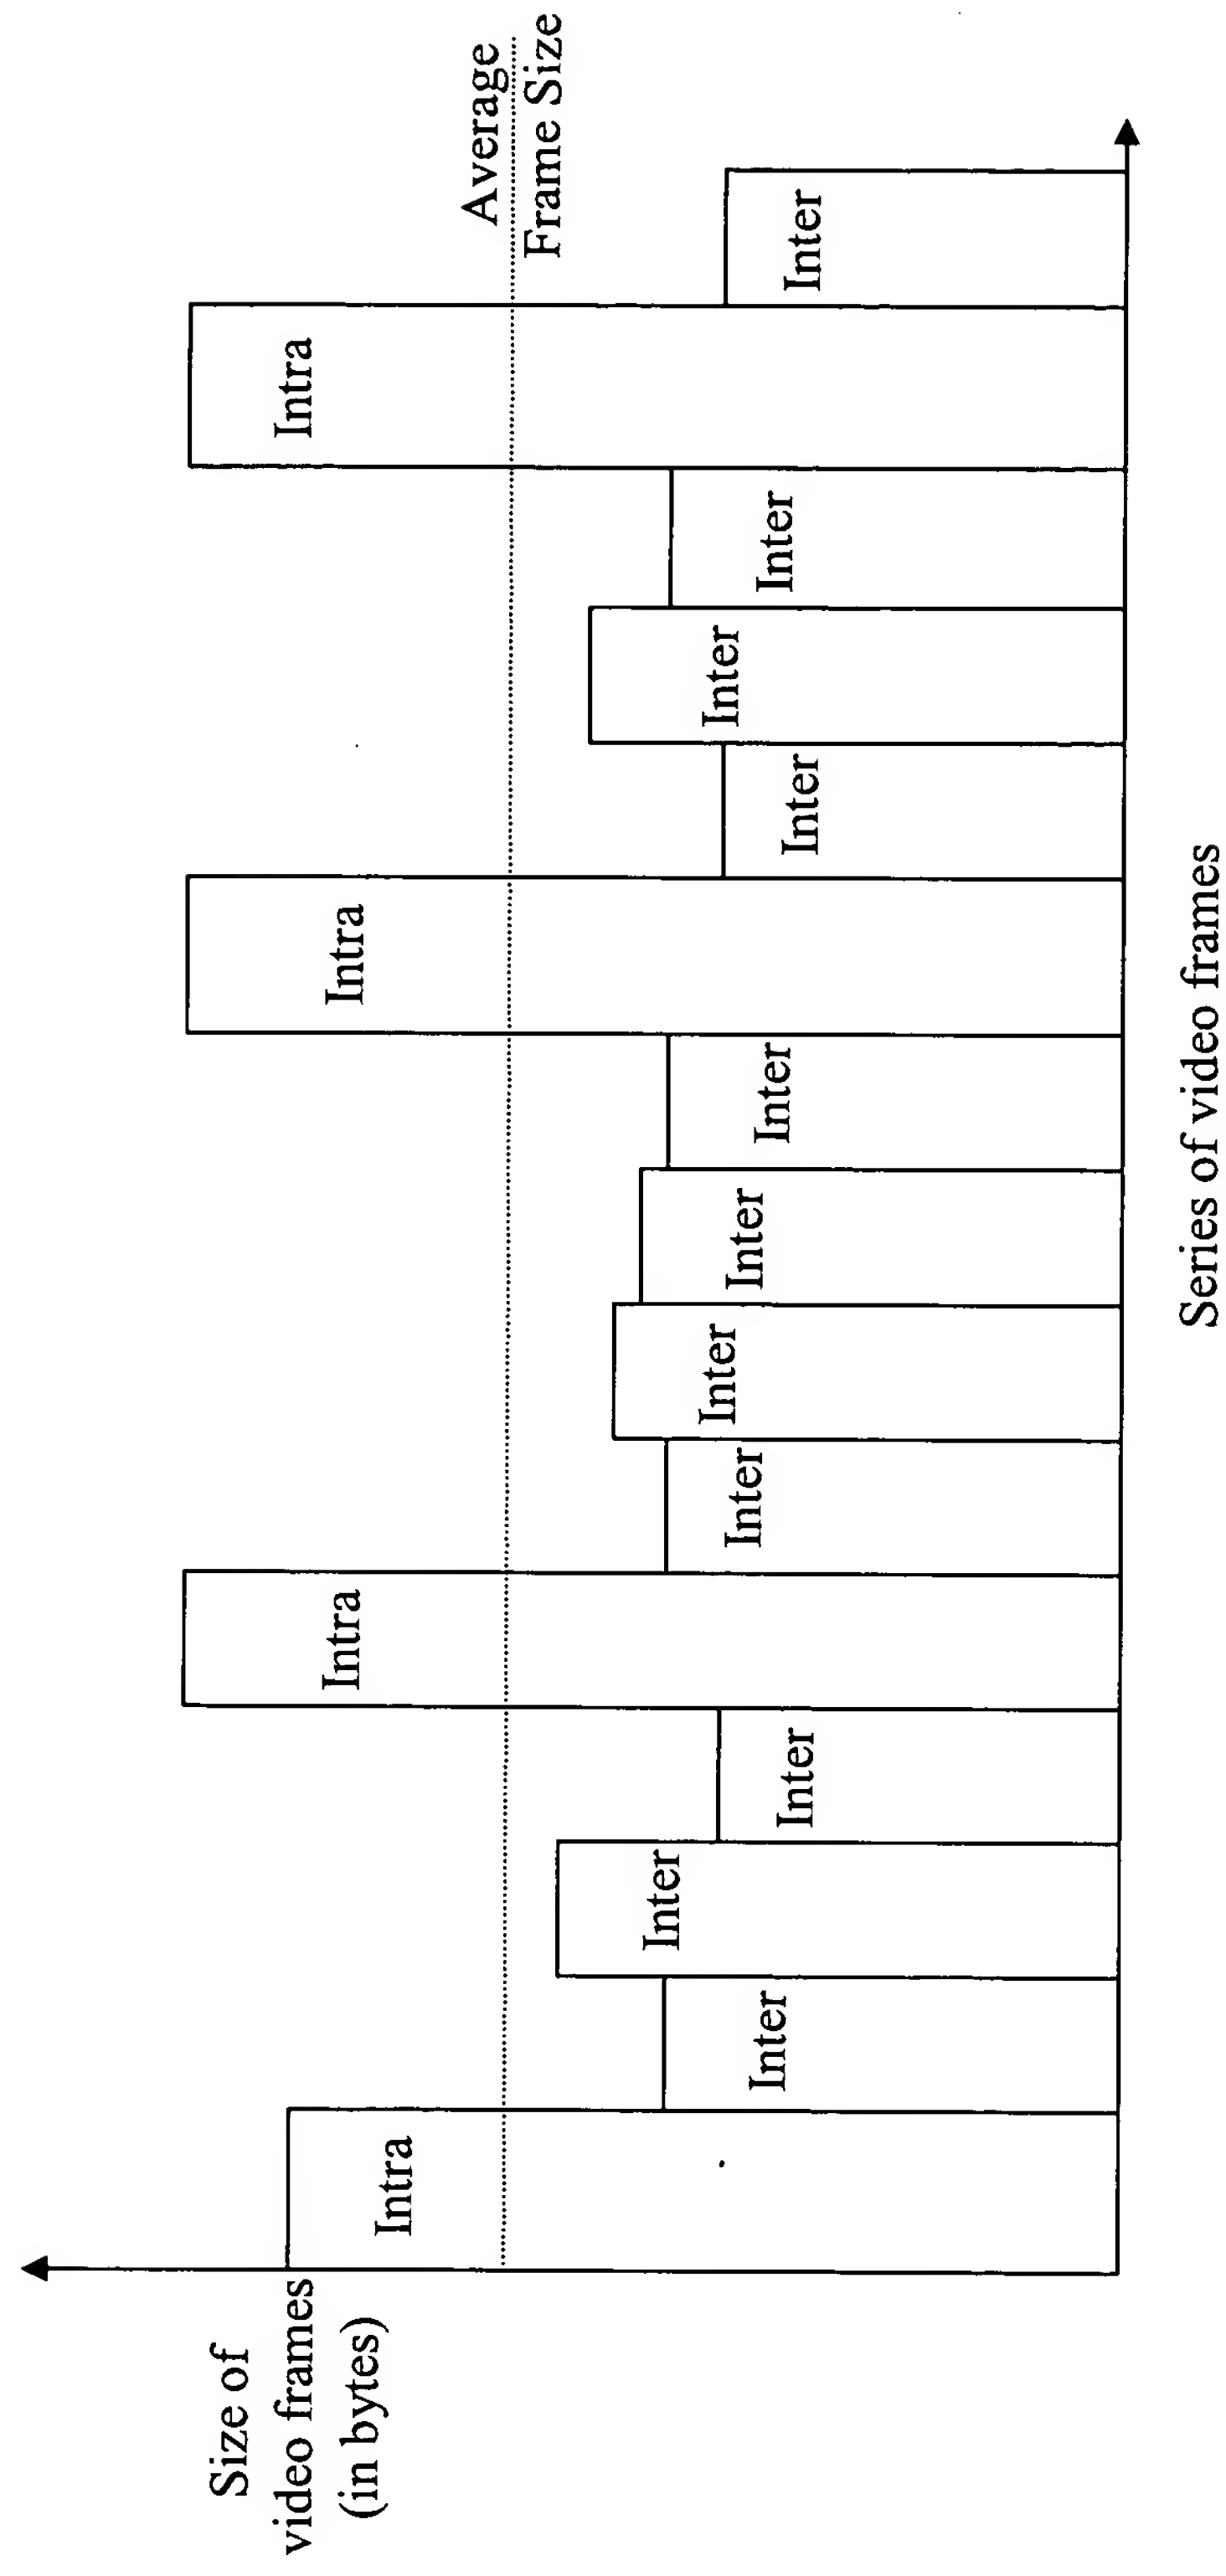 Size of
video frames
(in bytes)
Intra
Inter
Inter
Inter
Intra
Inter
Inter
Inter
Inter
Intra
Inter
Inter
Inter
Intra
Inter
Average
Frame Size
Series of video frames